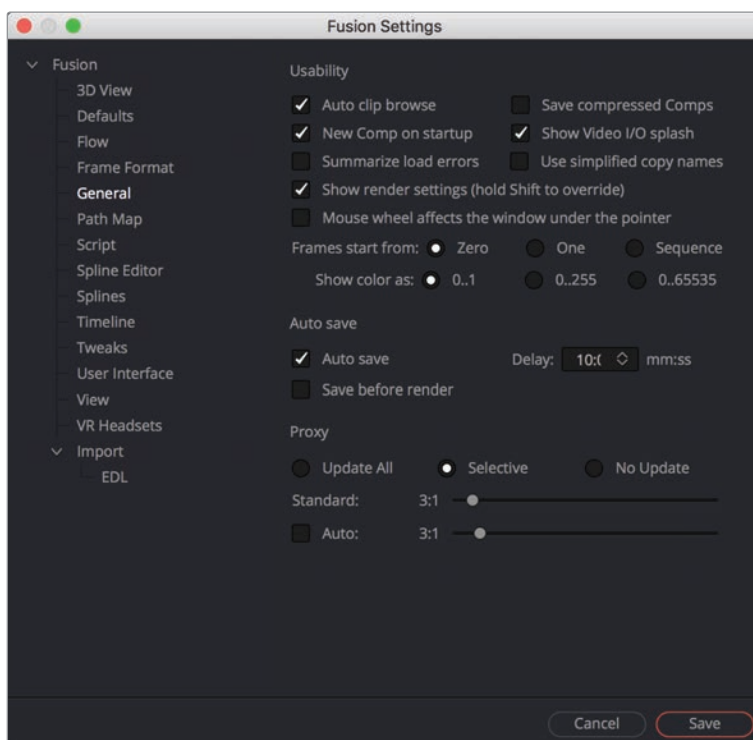 Fusion Settings
Fusion
3D View
Defaults
Flow
Frame Format
General
Path Map
Script
Spline Editor
Splines
Timeline
Tweaks
User Interface
View
VR Headsets
Import
EDL
Usability
Auto clip browse
Save compressed Comps
New Comp on startup
Show Video I/O splash
Summarize load errors
Use simplified copy names
Show render settings (hold Shift to override)
Mouse wheel affects the window under the pointer
Frames start from: Zero One Sequence
Show color as: 0..1 0..255 0..65535
Auto save
Auto save
Delay: 10:( mm:ss
Save before render
Proxy
Update All Selective No Update
Standard: 3:1
Auto: 3:1
Cancel Save